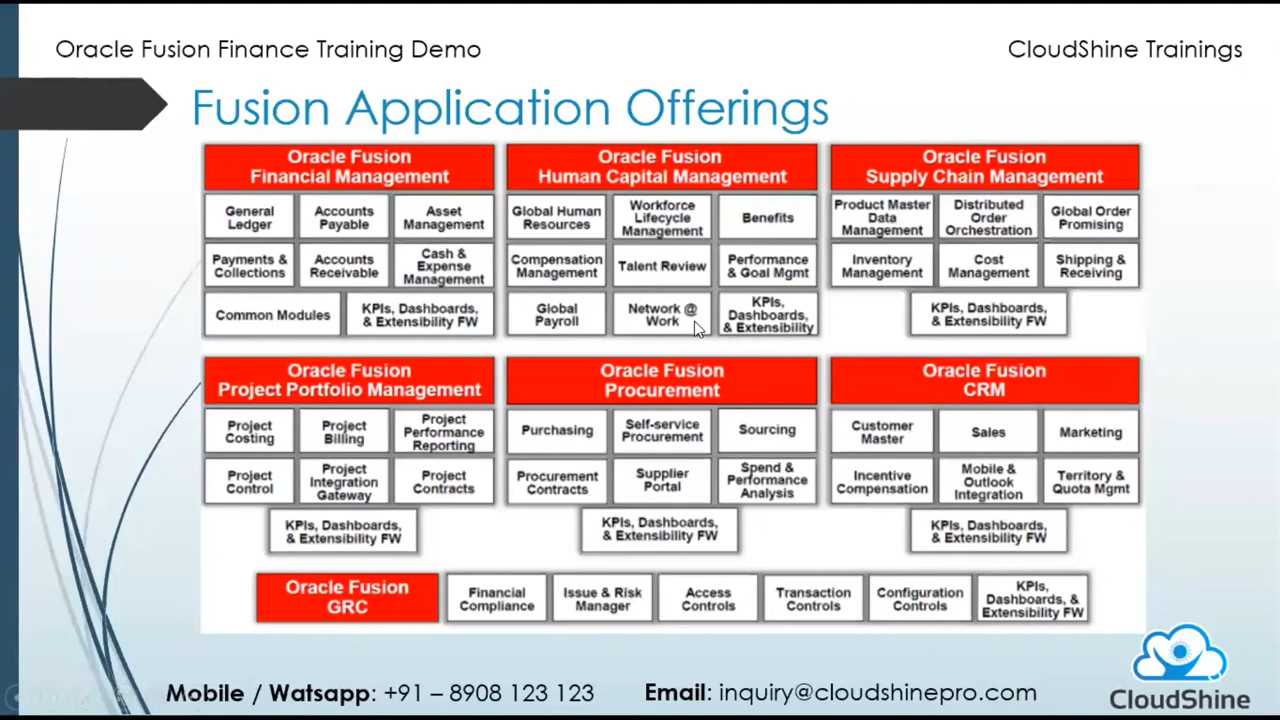 Oracle Fusion Finance Training Demo
CloudShine Trainings
Fusion Application Offerings
Oracle Fusion
Financial Management
General
Ledger
Accounts
Payable
Asset
Management
Payments &
Collections
Accounts
Receivable
Cash &
Expense
Management
Common Modules
KPIs, Dashboards,
& Extensibility FW
Oracle Fusion
Human Capital Management
Global Human
Resources
Workforce
Lifecycle
Management
Benefits
Compensation
Management
Talent Review
Performance
& Goal Mgmt
Global
Payroll
Network @
Work
KPIs,
Dashboards,
& Extensibility
Oracle Fusion
Supply Chain Management
Product Master
Data
Management
Distributed
Order
Orchestration
Global Order
Promising
Inventory
Management
Cost
Management
Shipping &
Receiving
KPIs, Dashboards,
& Extensibility FW
Oracle Fusion
Project Portfolio Management
Project
Costing
Project
Billing
Project
Performance
Reporting
Project
Control
Project
Integration
Gateway
Project
Contracts
KPIs, Dashboards,
& Extensibility FW
Oracle Fusion
Procurement
Purchasing
Self-service
Procurement
Sourcing
Procurement
Contracts
Supplier
Portal
Spend &
Performance
Analysis
KPIs, Dashboards,
& Extensibility FW
Oracle Fusion
CRM
Customer
Master
Sales
Marketing
Incentive
Compensation
Mobile &
Outlook
Integration
Territory &
Quota Mgmt
KPIs, Dashboards,
& Extensibility FW
Oracle Fusion
GRC
Financial
Compliance
Issue & Risk
Manager
Access
Controls
Transaction
Controls
Configuration
Controls
KPIs,
Dashboards, &
Extensibility FW
Mobile / Watsapp: +91 – 8908 123 123
Email: inquiry@cloudshinepro.com
CloudShine